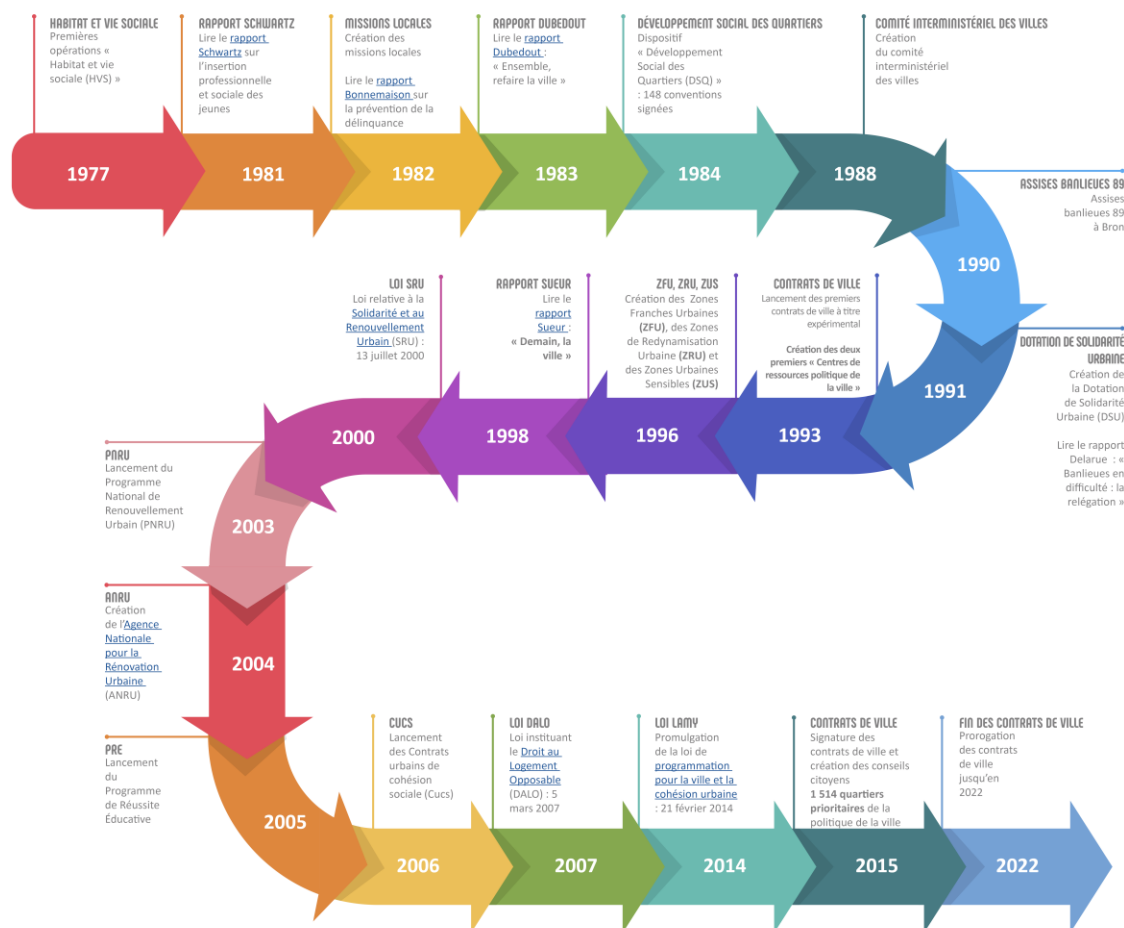 HABITAT ET VIE SOCIALE
Premières
opérations «
Habitat et vie
sociale (HVS) »
RAPPORT SCHWARTZ
Lire le rapport
Schwartz sur
l'insertion
professionnelle
et sociale des
jeunes
MISSIONS LOCALES
Création des
missions locales
Lire le rapport
Bonnemaison sur
la prévention de la
délinquance
RAPPORT DUBEDOUT
Lire le rapport
Dubedout :
« Ensemble,
refaire la ville »
DÉVELOPPEMENT SOCIAL DES QUARTIERS
Dispositif
« Développement
Social des
Quartiers (DSQ) »
: 148 conventions
signées
COMITÉ INTERMINISTÉRIEL DES VILLES
Création
du comité
interministériel
des villes
1977
1981
1982
1983
1984
1988
ASSISES BANLIEUES 89
Assises
banlieues 89
à Bron
1990
DOTATION DE SOLIDARITÉ
URBAINE
Création de
la Dotation
de Solidarité
Urbaine (DSU)
Lire le rapport
Delarue : «
Banlieues en
difficulté : la
relégation »
1991
CONTRATS DE VILLE
Lancement des premiers
contrats de ville à titre
expérimental
Création des deux
premiers « Centres de
ressources politique de
la ville »
1993
ZFU, ZRU, ZUS
Création des Zones
Franches Urbaines
(ZFU), des Zones
de Redynamisation
Urbaine (ZRU) et
des Zones Urbaines
Sensibles (ZUS)
1996
RAPPORT SUEUR
Lire le
rapport
Sueur :
« Demain, la
ville »
1998
LOI SRU
Loi relative à la
Solidarité et au
Renouvellement
Urbain (SRU) :
13 juillet 2000
2000
PNRU
Lancement du
Programme
National de
Renouvellement
Urbain (PNRU)
2003
ANRU
Création
de l'Agence
Nationale
pour la
Rénovation
Urbaine
(ANRU)
2004
PRE
Lancement
du
Programme
de Réussite
Éducative
2005
CUCS
Lancement
des Contrats
urbains de
cohésion
sociale (Cucs)
2006
LOI DALO
Loi instituant
le Droit au
Logement
Opposable
(DALO) : 5
mars 2007
2007
LOI LAMY
Promulgation
de la loi de
programmation
pour la ville et la
cohésion urbaine
: 21 février 2014
2014
CONTRATS DE VILLE
Signature des
contrats de ville et
création des conseils
citoyens
1 514 quartiers
prioritaires de la
politique de la ville
2015
FIN DES CONTRATS DE VILLE
Prorogation
des contrats
de ville
jusqu'en
2022
2022